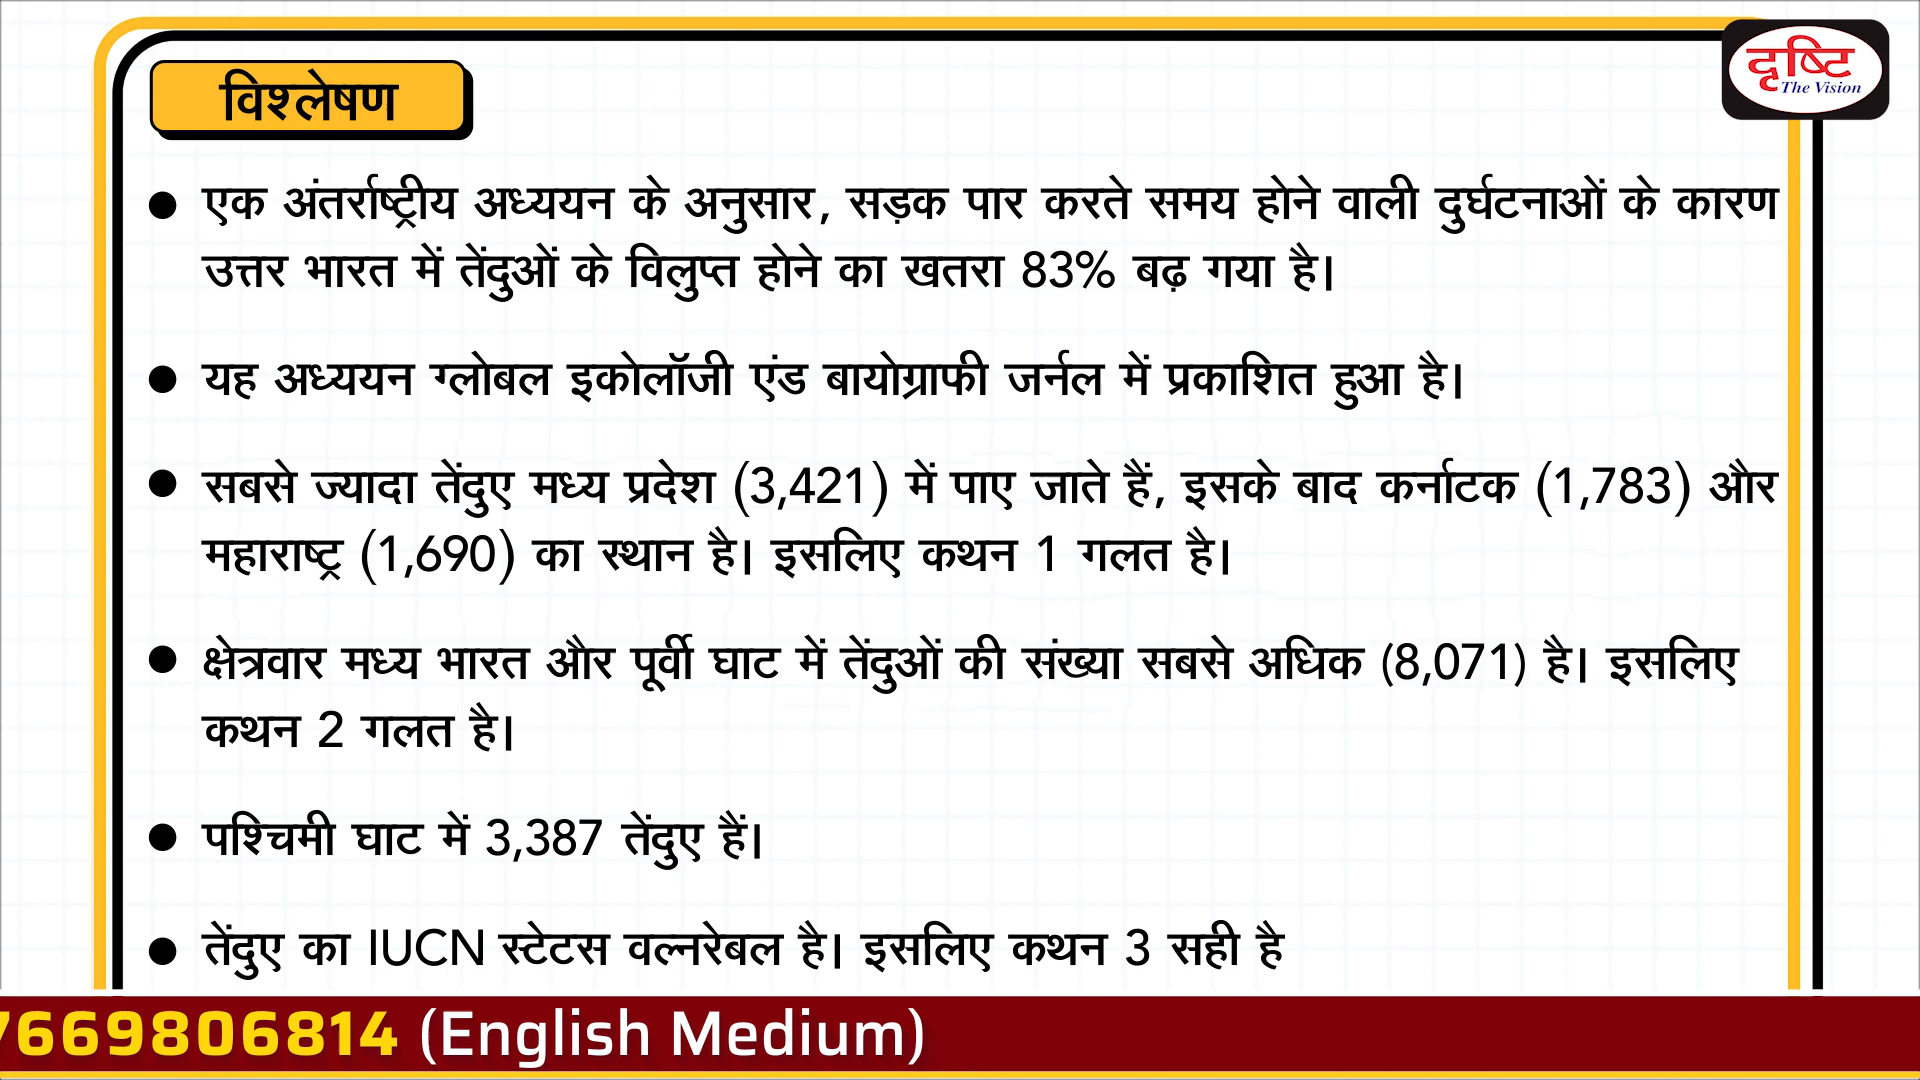 दृष्टि
The Vision
विश्लेषण
एक अंतर्राष्ट्रीय अध्ययन के अनुसार, सड़क पार करते समय होने वाली दुर्घटनाओं के कारण
उत्तर भारत में तेंदुओं के विलुप्त होने का खतरा 83% बढ़ गया है।
यह अध्ययन ग्लोबल इकोलॉजी एंड बायोग्राफी जर्नल में प्रकाशित हुआ है।
सबसे ज्यादा तेंदुए मध्य प्रदेश (3,421) में पाए जाते हैं, इसके बाद कर्नाटक (1,783) और
महाराष्ट्र (1,690) का स्थान है। इसलिए कथन 1 गलत है।
क्षेत्रवार मध्य भारत और पूर्वी घाट में तेंदुओं की संख्या सबसे अधिक (8,071) है। इसलिए
कथन 2 गलत है।
पश्चिमी घाट में 3,387 तेंदुए हैं।
तेंदुए का IUCN स्टेटस वल्नरेबल है। इसलिए कथन 3 सही है
7669806814 (English Medium)